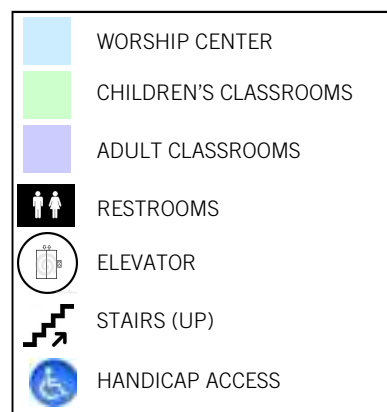 WORSHIP CENTER
CHILDREN'S CLASSROOMS
ADULT CLASSROOMS
RESTROOMS
ELEVATOR
STAIRS (UP)
HANDICAP ACCESS